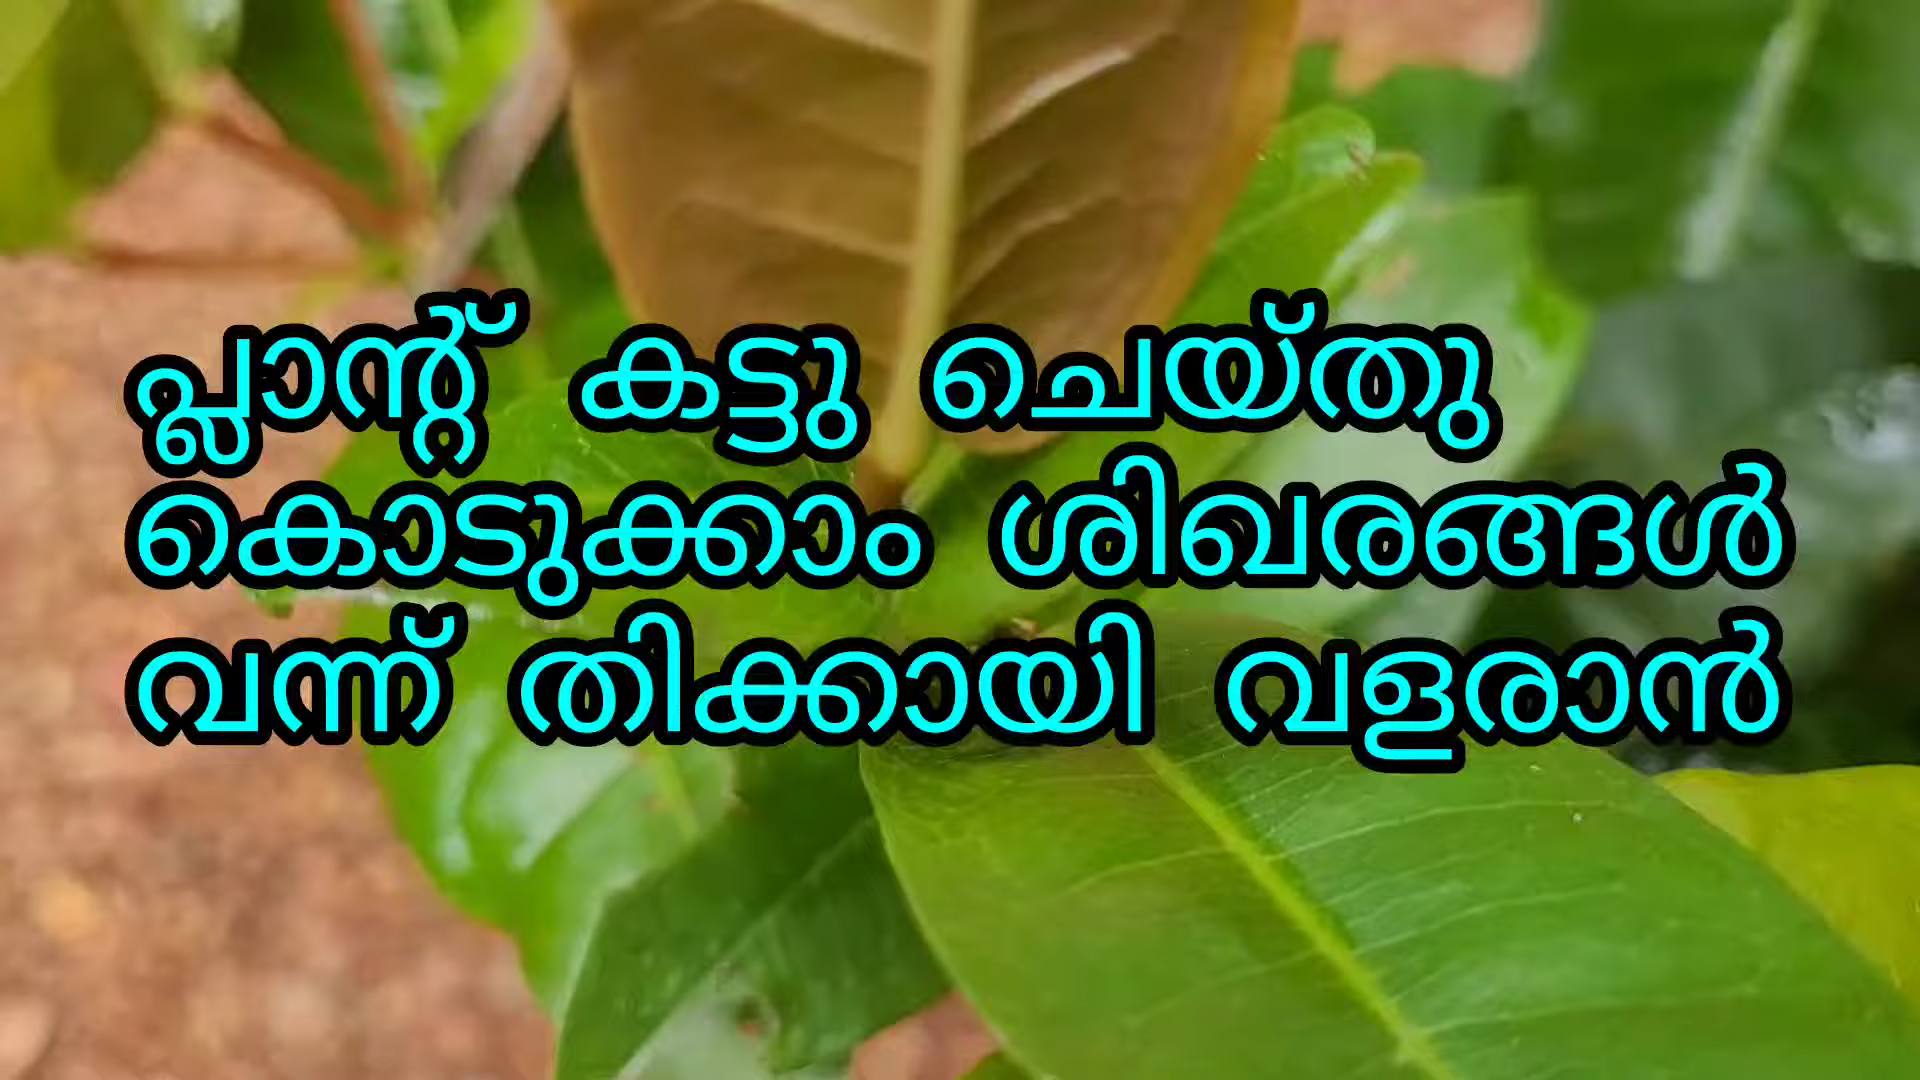 പ്ലാന്റ് കട്ടു ചെയ്തു
കൊടുക്കാം ശിഖരങ്ങൾ
വന്ന് തിക്കായി വളരാൻ